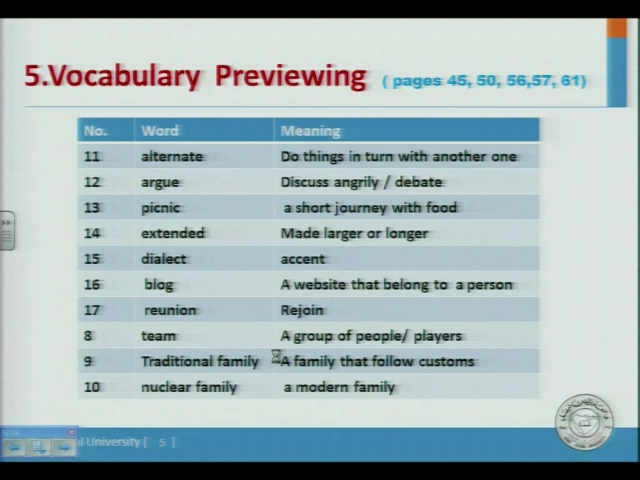 5.Vocabulary Previewing ( pages 45, 50, 56,57, 61)
No. Word Meaning
11 alternate Do things in turn with another one
12 argue Discuss angrily / debate
13 picnic a short journey with food
14 extended Made larger or longer
15 dialect accent
16 blog A website that belong to a person
17 reunion Rejoin
8 team A group of people/ players
9 Traditional family A family that follow customs
10 nuclear family a modern family
University [ 5 ]